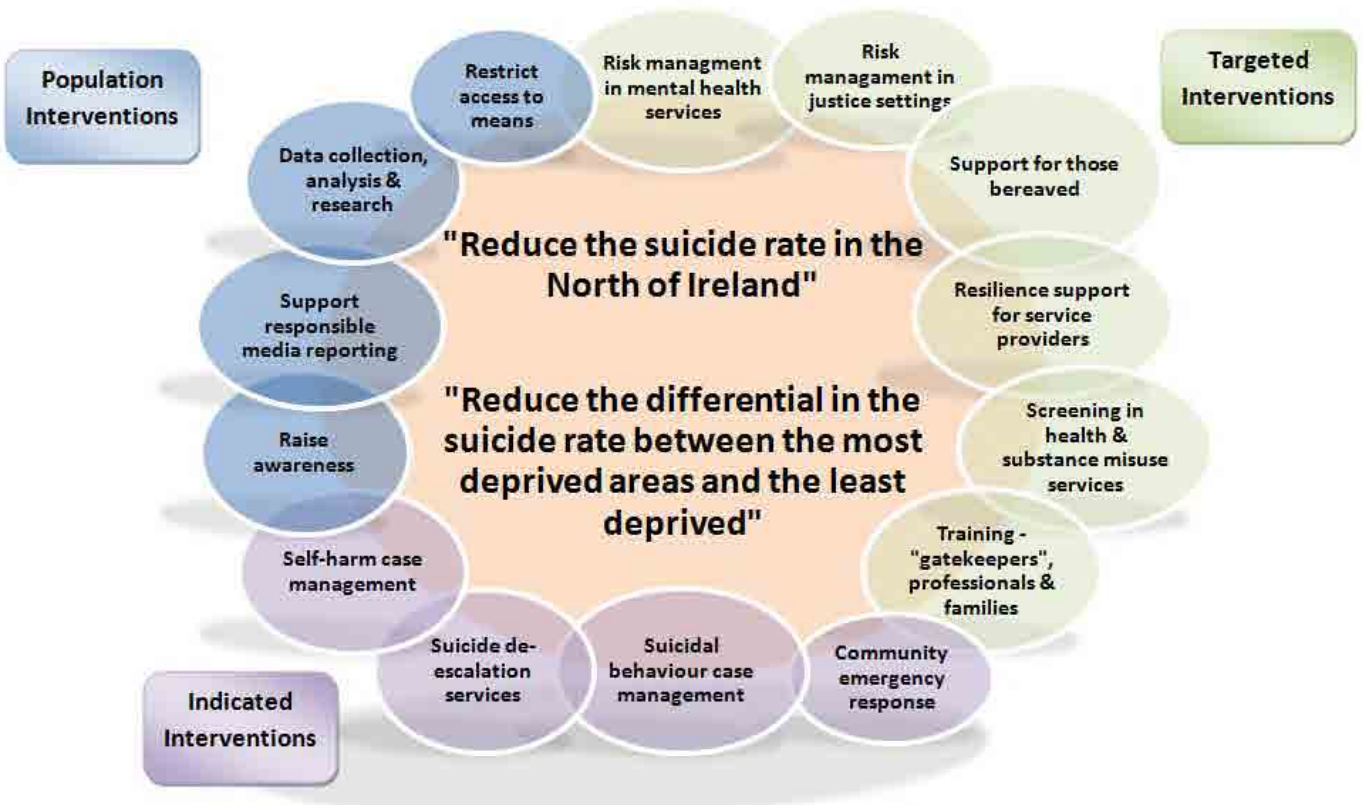 Population
Interventions
Restrict
access to
means
Risk managment
in mental health
services
Risk
managament in
justice settings
Targeted
Interventions
Data collection,
analysis &
research
Support for those
bereaved
"Reduce the suicide rate in the
North of Ireland"
Support
responsible
media reporting
Resilience support
for service
providers
"Reduce the differential in the
suicide rate between the most
deprived areas and the least
deprived"
Raise
awareness
Screening in
health &
substance misuse
services
Self-harm case
management
Training -
"gatekeepers",
professionals &
families
Suicide de-
escalation
services
Suicidal
behaviour case
management
Community
emergency
response
Indicated
Interventions